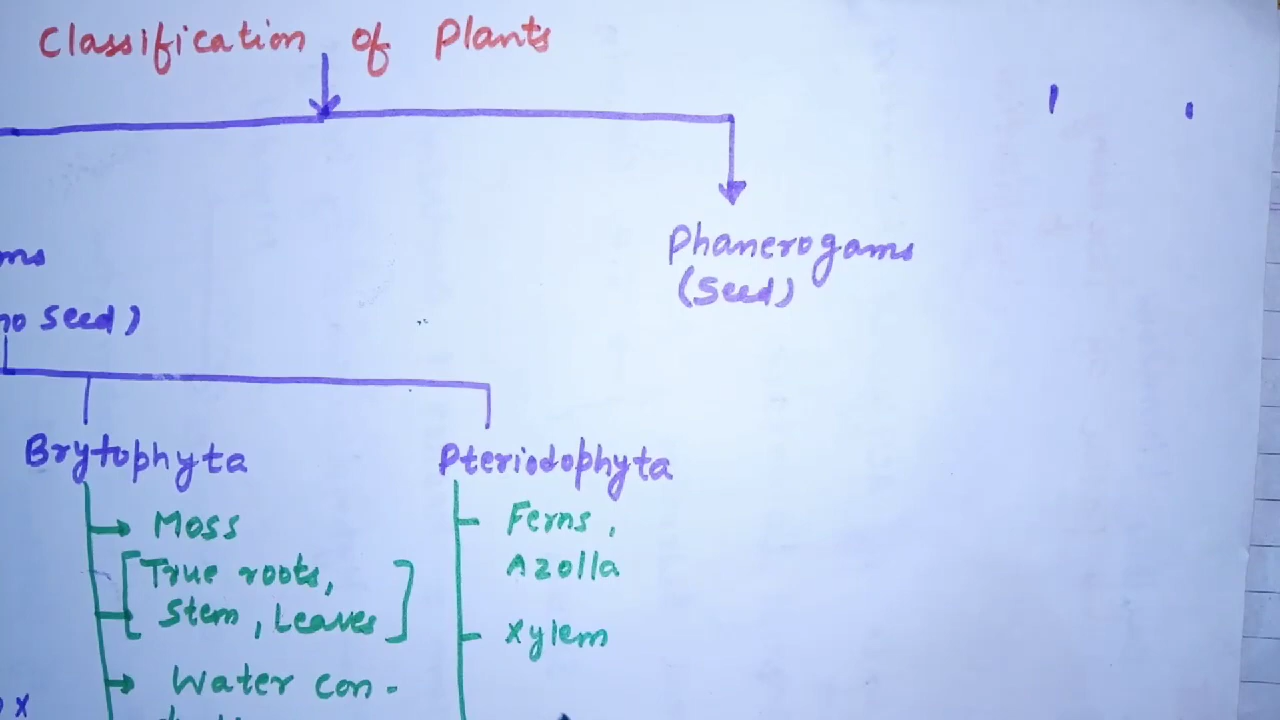 Classification of Plants
Phanerogams
(Seed)
ms
no seed)
Brytophyta
Pteriodophyta
Moss
[True roots,
Stem, Leaves]
Water con-
Ferns,
Azolla
Xylem
x